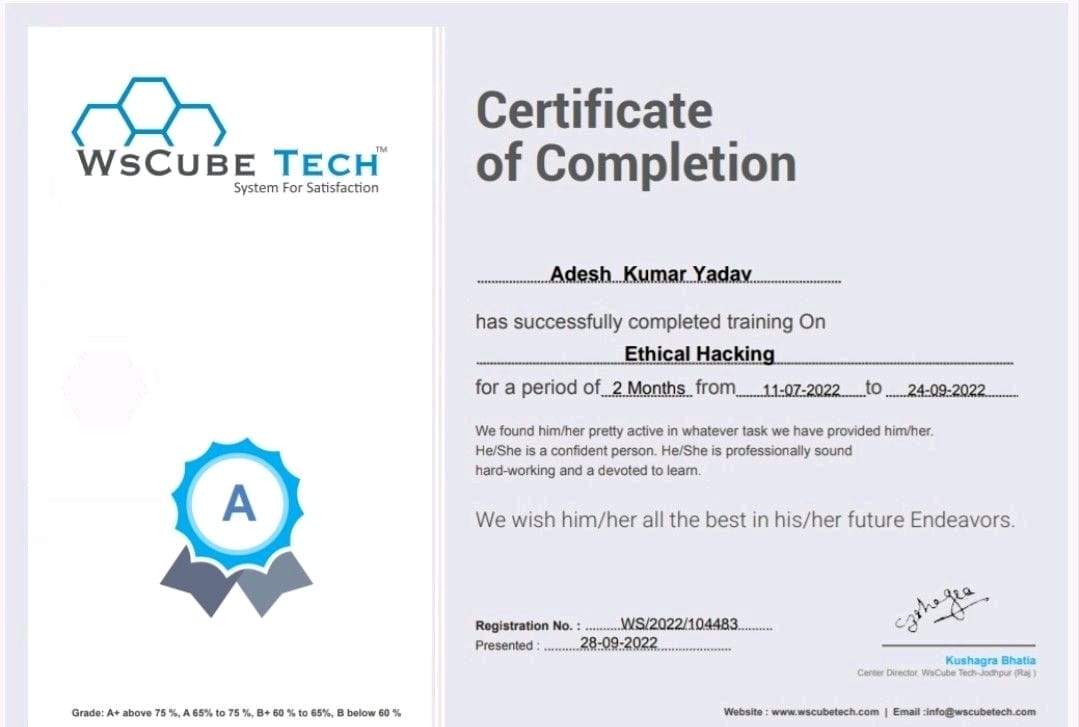 WSCUBE TECH™
System For Satisfaction
A
Grade: A+ above 75 %, A 65% to 75 %, B+ 60 % to 65%, B below 60 %
Certificate
of Completion
Adesh Kumar Yadav
has successfully completed training On
Ethical Hacking
for a period of 2 Months from 11-07-2022 to 24-09-2022
We found him/her pretty active in whatever task we have provided him/her.
He/She is a confident person. He/She is professionally sound
hard-working and a devoted to learn.
We wish him/her all the best in his/her future Endeavors.
Registration No. : WS/2022/104483
Presented : 28-09-2022
Kushagra Bhatia
Center Director, WsCube Tech-Jodhpur (Raj.)
Website : www.wscubetech.com | Email :info@wscubetech.com